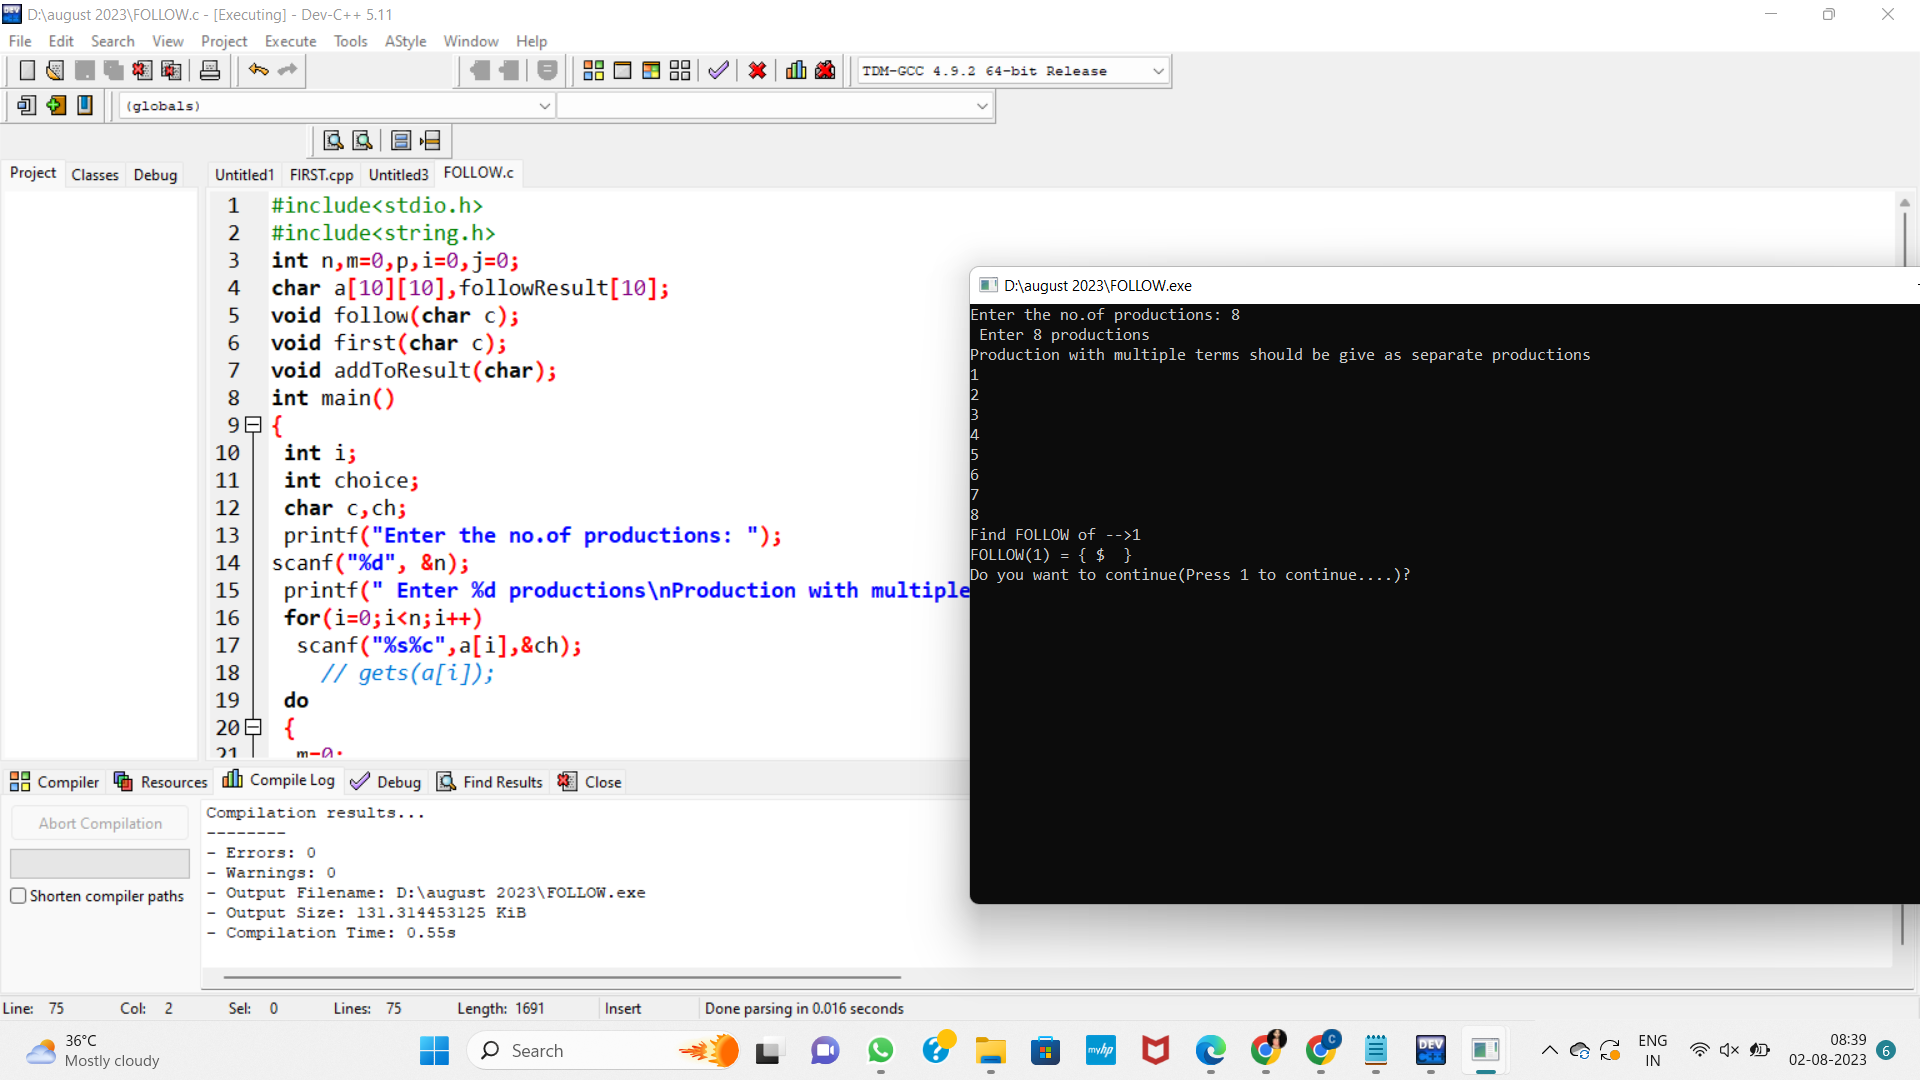 D:\august 2023\FOLLOW.c - [Executing] - Dev-C++ 5.11
File Edit Search View Project Execute Tools AStyle Window Help
TDM-GCC 4.9.2 64-bit Release
(globals)
Project Classes Debug
Untitled1 FIRST.cpp Untitled3 FOLLOW.c
1 #include<stdio.h>
2 #include<string.h>
3 int n,m=0,p,i=0,j=0;
4 char a[10][10],followResult[10];
5 void follow(char c);
6 void first(char c);
7 void addToResult(char);
8 int main()
9 {
10 int i;
11 int choice;
12 char c,ch;
13 printf("Enter the no.of productions: ");
14 scanf("%d", &n);
15 printf(" Enter %d productions\nProduction with multiple
16 for(i=0;i<n;i++)
17 scanf("%s%c",a[i],&ch);
18 // gets(a[i]);
19 do
20 {
21 m=0;
D:\august 2023\FOLLOW.exe
Enter the no.of productions: 8
Enter 8 productions
Production with multiple terms should be give as separate productions
1
2
3
4
5
6
7
8
Find FOLLOW of -->1
FOLLOW(1) = { $  }
Do you want to continue(Press 1 to continue....)?
Compiler Resources Compile Log Debug Find Results Close
Abort Compilation
Shorten compiler paths
Compilation results...
--------
- Errors: 0
- Warnings: 0
- Output Filename: D:\august 2023\FOLLOW.exe
- Output Size: 131.314453125 KiB
- Compilation Time: 0.55s
Line: 75 Col: 2 Sel: 0 Lines: 75 Length: 1691 Insert Done parsing in 0.016 seconds
36°C
Mostly cloudy
Search
myhp
DEV
C++
C
ENG
IN
08:39
02-08-2023
6